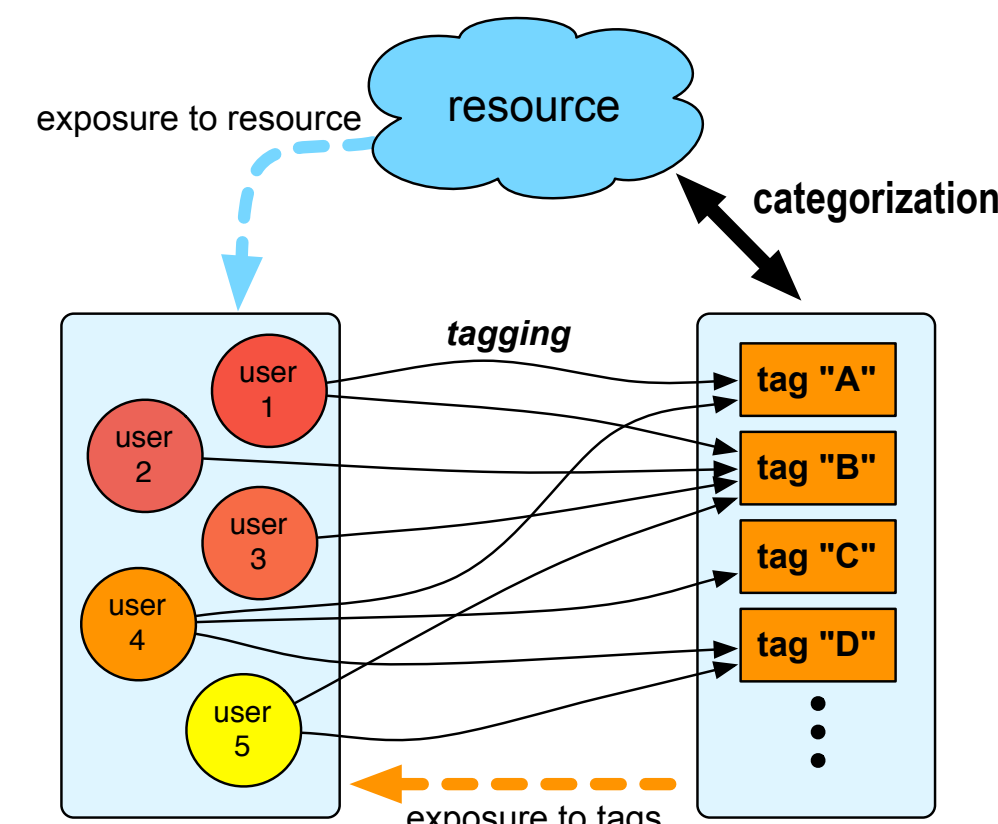 resource
exposure to resource
categorization
tagging
user
1
user
2
user
3
user
4
user
5
tag "A"
tag "B"
tag "C"
tag "D"
exposure to tags